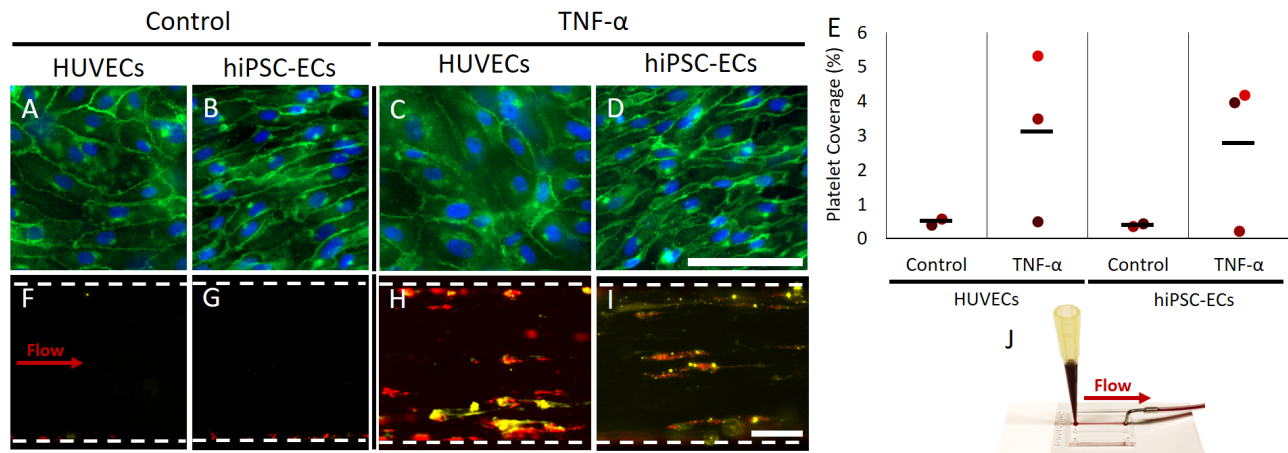 Control
TNF-α
HUVECs
hiPSC-ECs
HUVECs
hiPSC-ECs
A
B
C
D
F
G
H
I
Flow
E
Platelet Coverage (%)
6
5
4
3
2
1
0
Control
TNF-α
Control
TNF-α
HUVECs
hiPSC-ECs
J
Flow